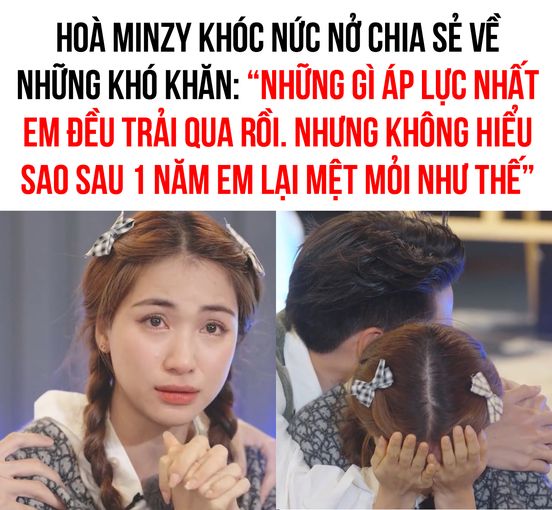 HOÀ MINZY KHÓC NỨC NỞ CHIA SẺ VỀ
NHỮNG KHÓ KHĂN: “NHỮNG GÌ ÁP LỰC NHẤT
EM ĐỀU TRẢI QUA RỒI. NHƯNG KHÔNG HIỂU
SAO SAU 1 NĂM EM LẠI MỆT MỎI NHƯ THẾ”